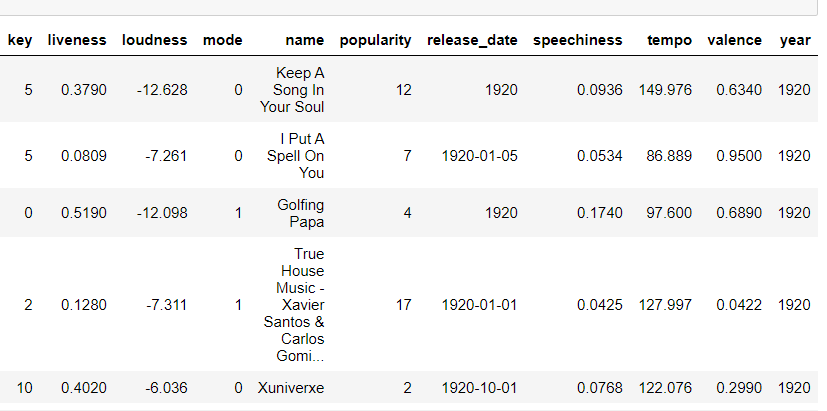 key liveness loudness mode name popularity release_date speechiness tempo valence year
Keep A
5 0.3790 -12.628 0 Song In 12 1920 0.0936 149.976 0.6340 1920
Your Soul
I Put A
5 0.0809 -7.261 0 Spell On 7 1920-01-05 0.0534 86.889 0.9500 1920
You
Golfing
0 0.5190 -12.098 1 4 1920 0.1740 97.600 0.6890 1920
Papa
True
House
Music -
2 0.1280 -7.311 1 Xavier 17 1920-01-01 0.0425 127.997 0.0422 1920
Santos &
Carlos
Gomi...
10 0.4020 -6.036 0 Xuniverxe 2 1920-10-01 0.0768 122.076 0.2990 1920